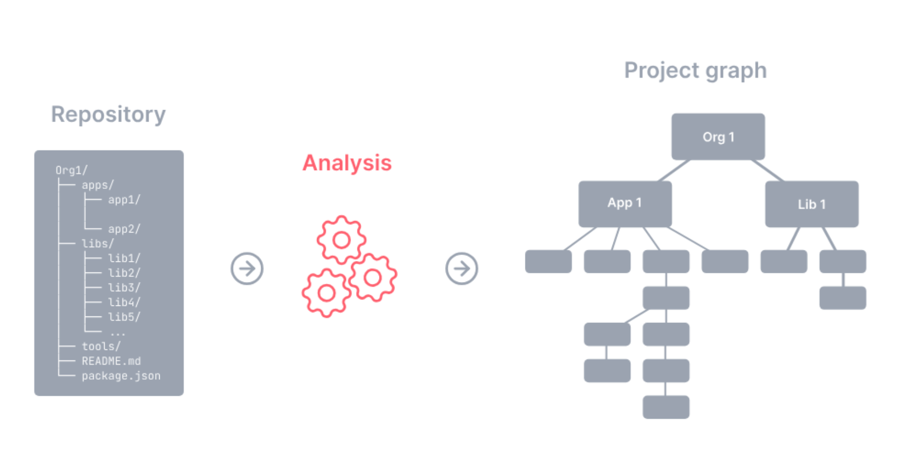 Repository
Org1/
├── apps/
│   ├── app1/
│   └── app2/
├── libs/
│   ├── lib1/
│   ├── lib2/
│   ├── lib3/
│   ├── lib4/
│   ├── lib5/
│   └── ...
├── tools/
├── README.md
└── package.json
Analysis
Project graph
Org 1
App 1
Lib 1